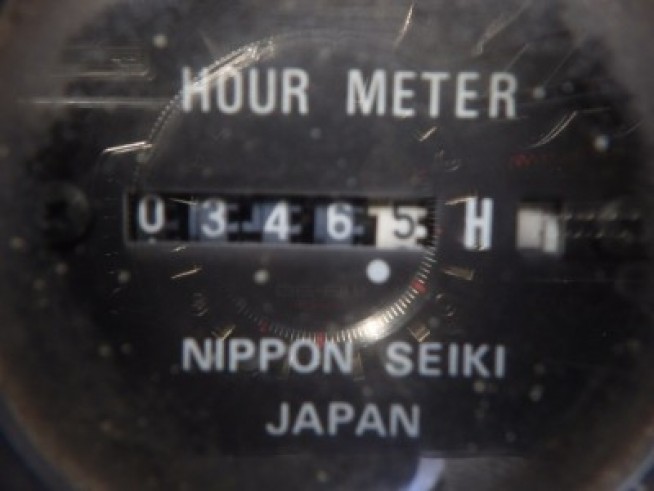 HOUR METER
03465 H
NIPPON SEIKI
JAPAN